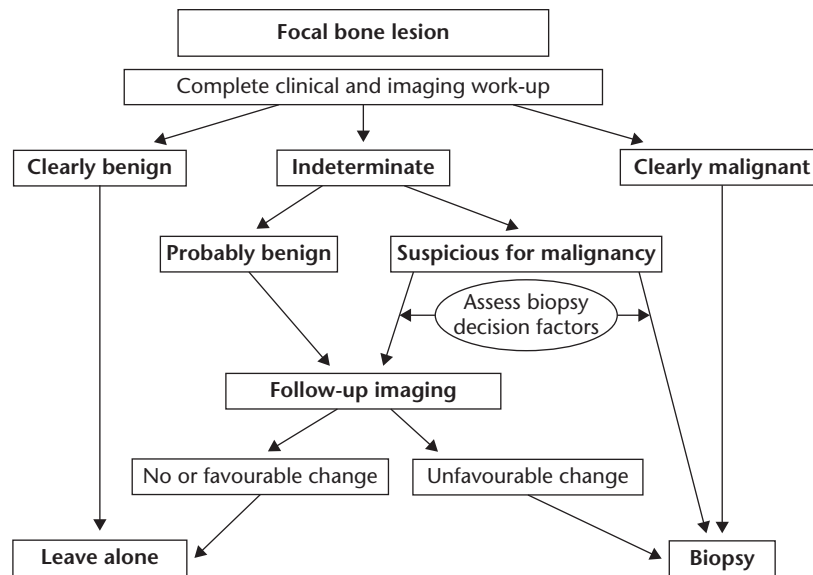 Focal bone lesion
Complete clinical and imaging work-up
Clearly benign
Indeterminate
Clearly malignant
Probably benign
Suspicious for malignancy
Assess biopsy
decision factors
Follow-up imaging
No or favourable change
Unfavourable change
Leave alone
Biopsy